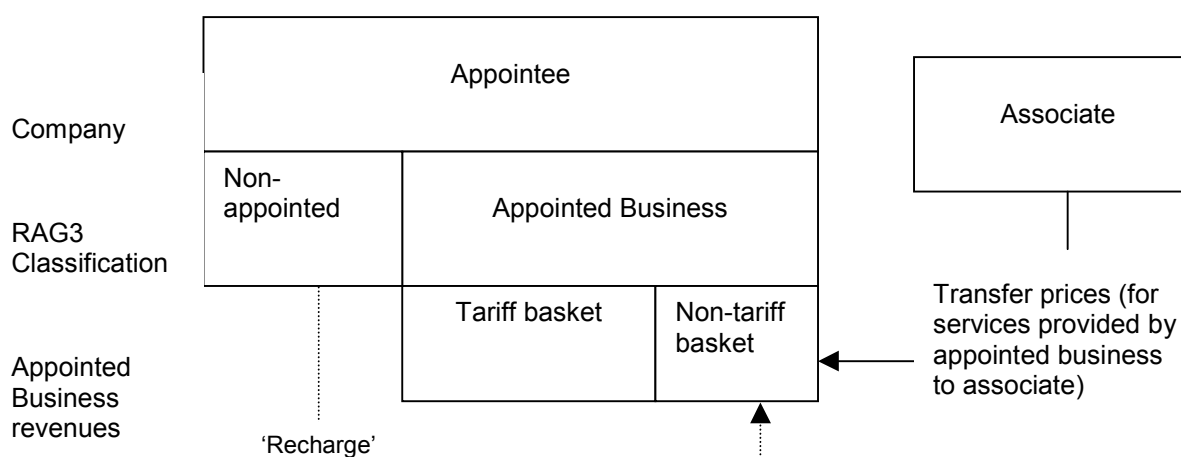 Appointee
Associate
Company
Non-
appointed
Appointed Business
RAG3
Classification
Tariff basket
Non-tariff
basket
Transfer prices (for
services provided by
appointed business
to associate)
Appointed
Business
revenues
‘Recharge’